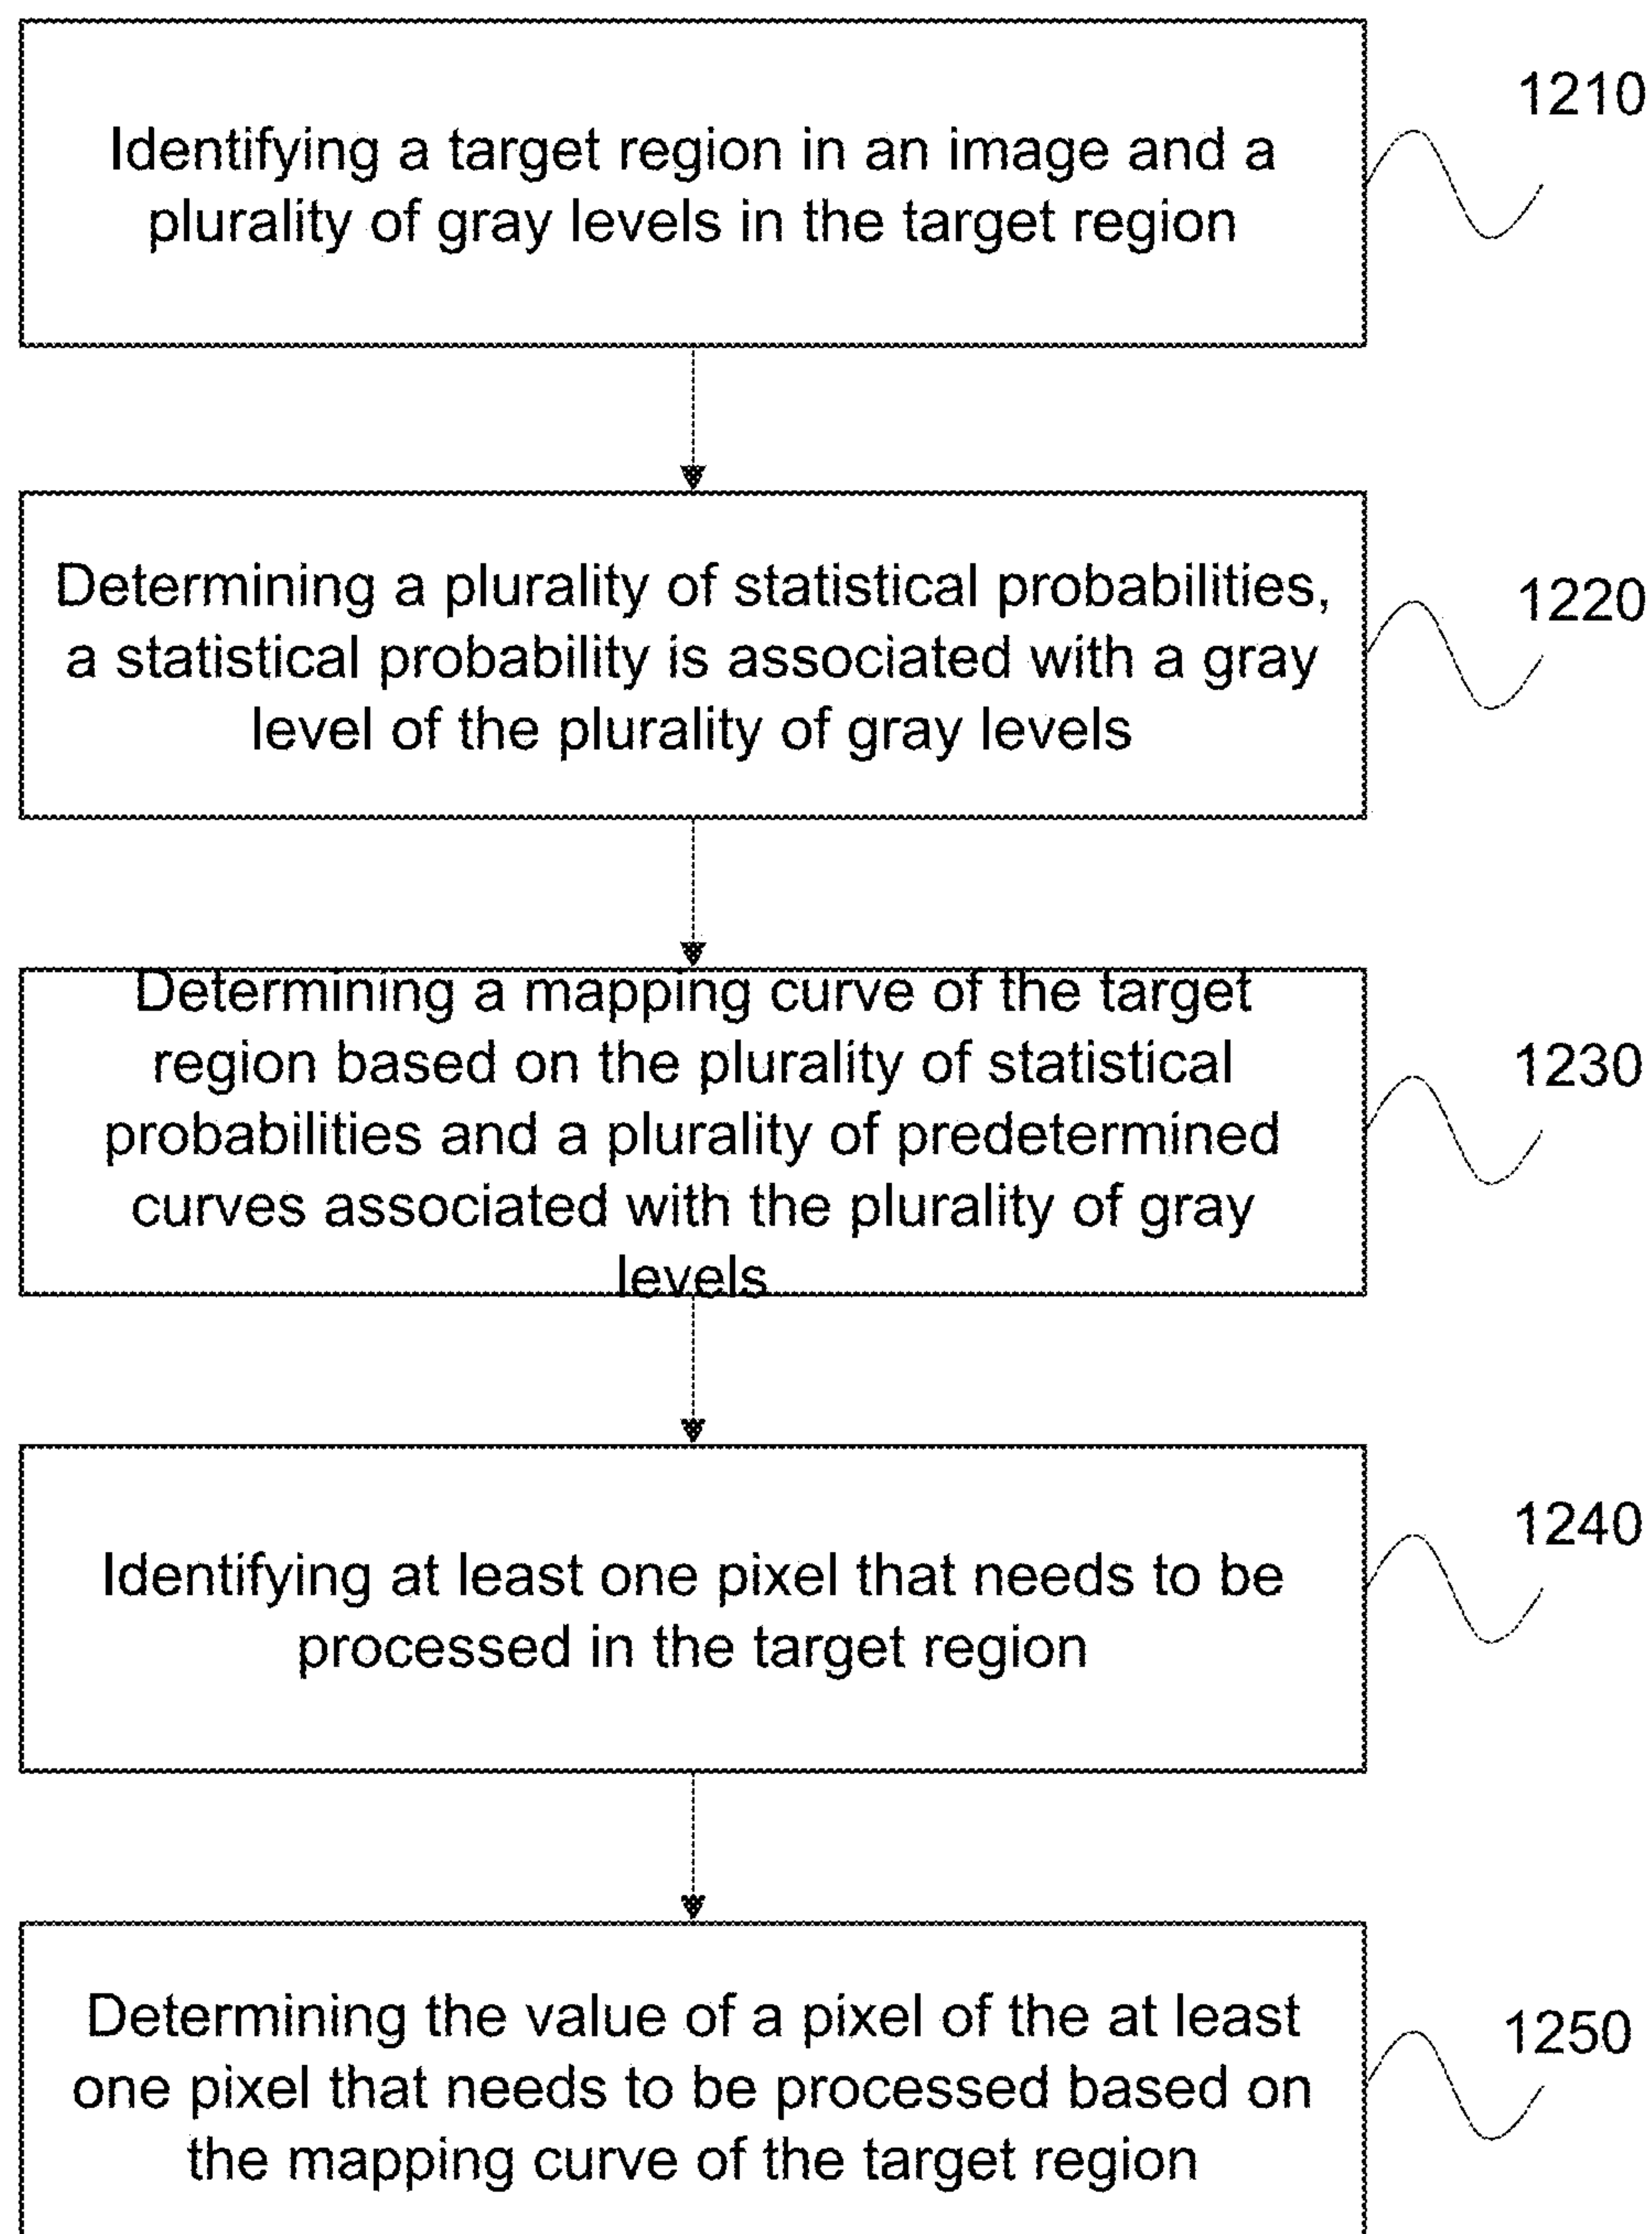 Identifying a target region in an image and a
plurality of gray levels in the target region
1210
Determining a plurality of statistical probabilities,
a statistical probability is associated with a gray
level of the plurality of gray levels
1220
Determining a mapping curve of the target
region based on the plurality of statistical
probabilities and a plurality of predetermined
curves associated with the plurality of gray
levels
1230
Identifying at least one pixel that needs to be
processed in the target region
1240
Determining the value of a pixel of the at least
one pixel that needs to be processed based on
the mapping curve of the target region
1250